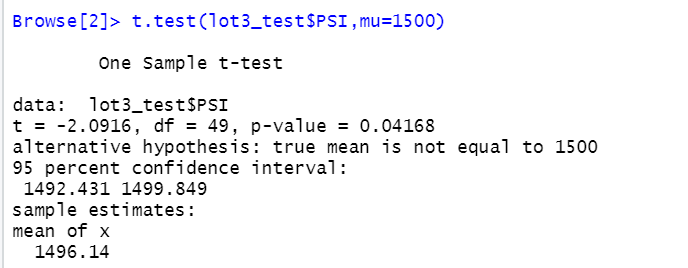 Browse[2]> t.test(lot3_test$PSI,mu=1500)
One Sample t-test
data:  lot3_test$PSI
t = -2.0916, df = 49, p-value = 0.04168
alternative hypothesis: true mean is not equal to 1500
95 percent confidence interval:
1492.431 1499.849
sample estimates:
mean of x
1496.14